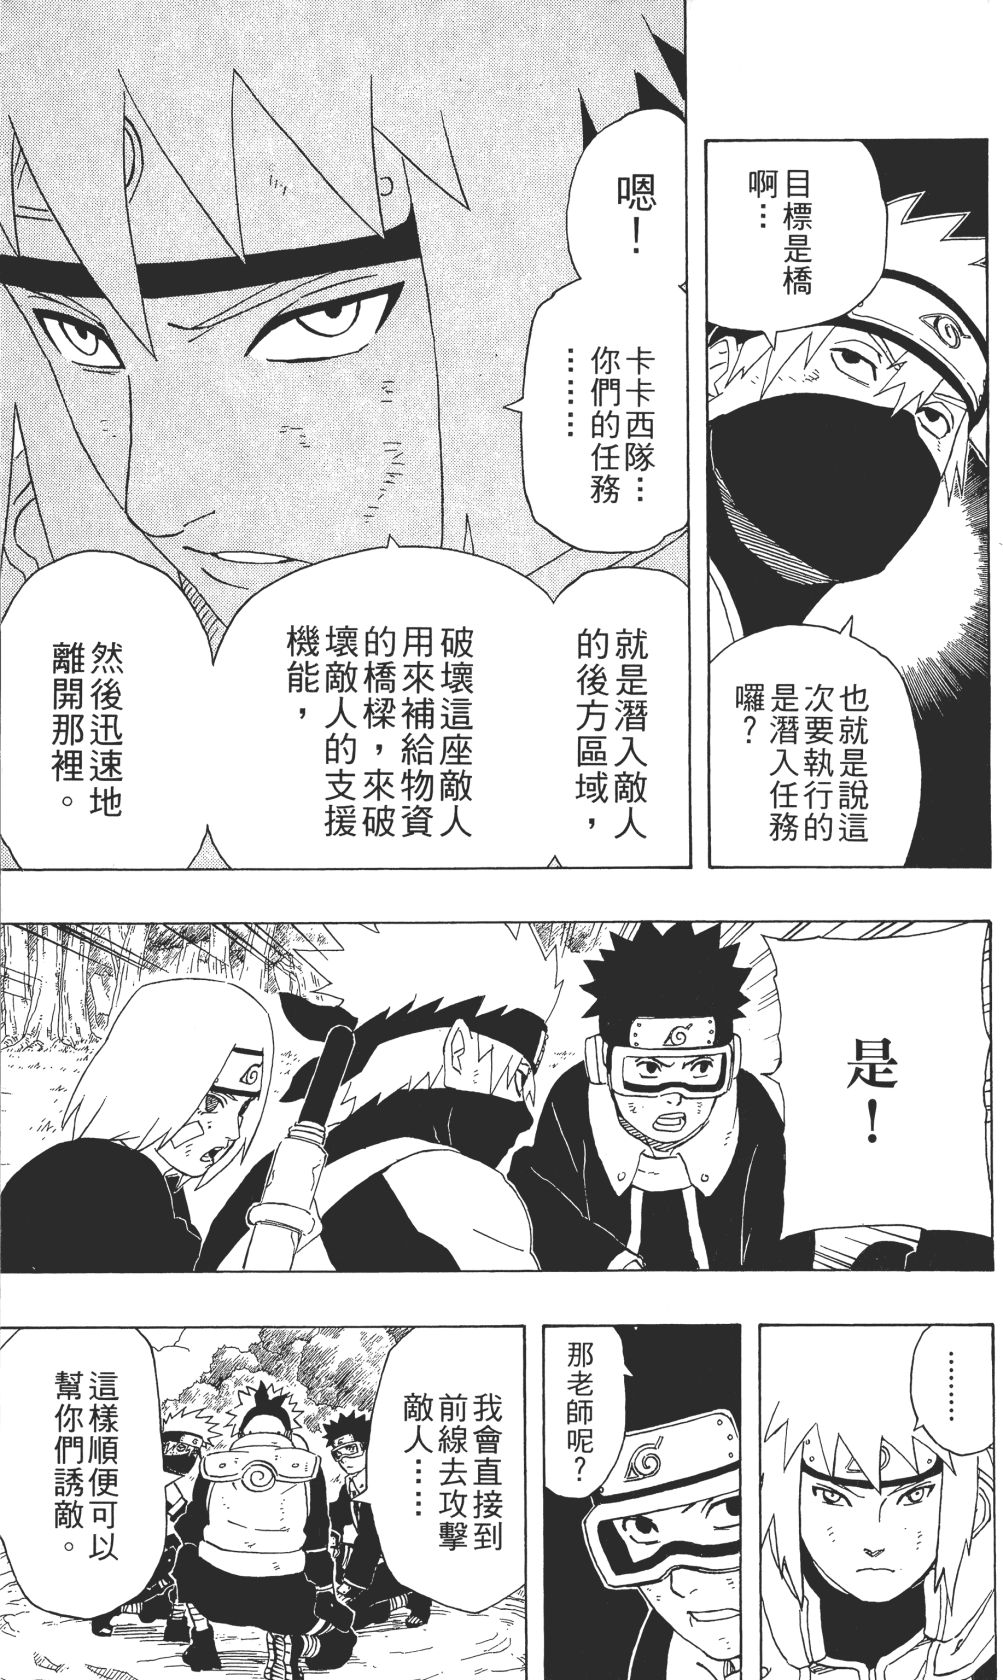 目標是橋
啊…
也就是說這
次要執行的
是潛入任務
囉？
嗯！
卡卡西隊…
你們的任務
………
就是潛入敵人
的後方區域，
破壞這座敵人
用來補給物資
的橋樑，來破
壞敵人的支援
機能，
然後迅速地
離開那裡。
是！
………
那老師呢？
我會直接到
前線去攻擊
敵人……
這樣順便可以
幫你們誘敵。